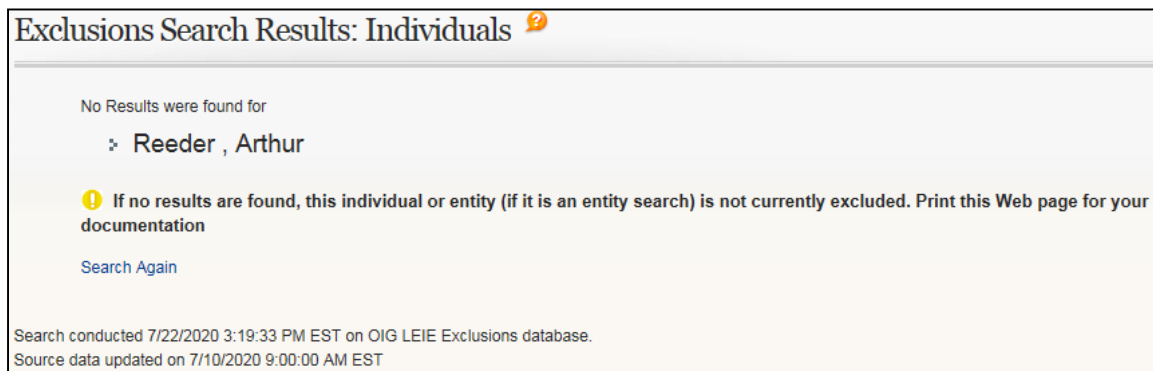 Exclusions Search Results: Individuals ?
No Results were found for
Reeder , Arthur
! If no results are found, this individual or entity (if it is an entity search) is not currently excluded. Print this Web page for your
documentation
Search Again
Search conducted 7/22/2020 3:19:33 PM EST on OIG LEIE Exclusions database.
Source data updated on 7/10/2020 9:00:00 AM EST